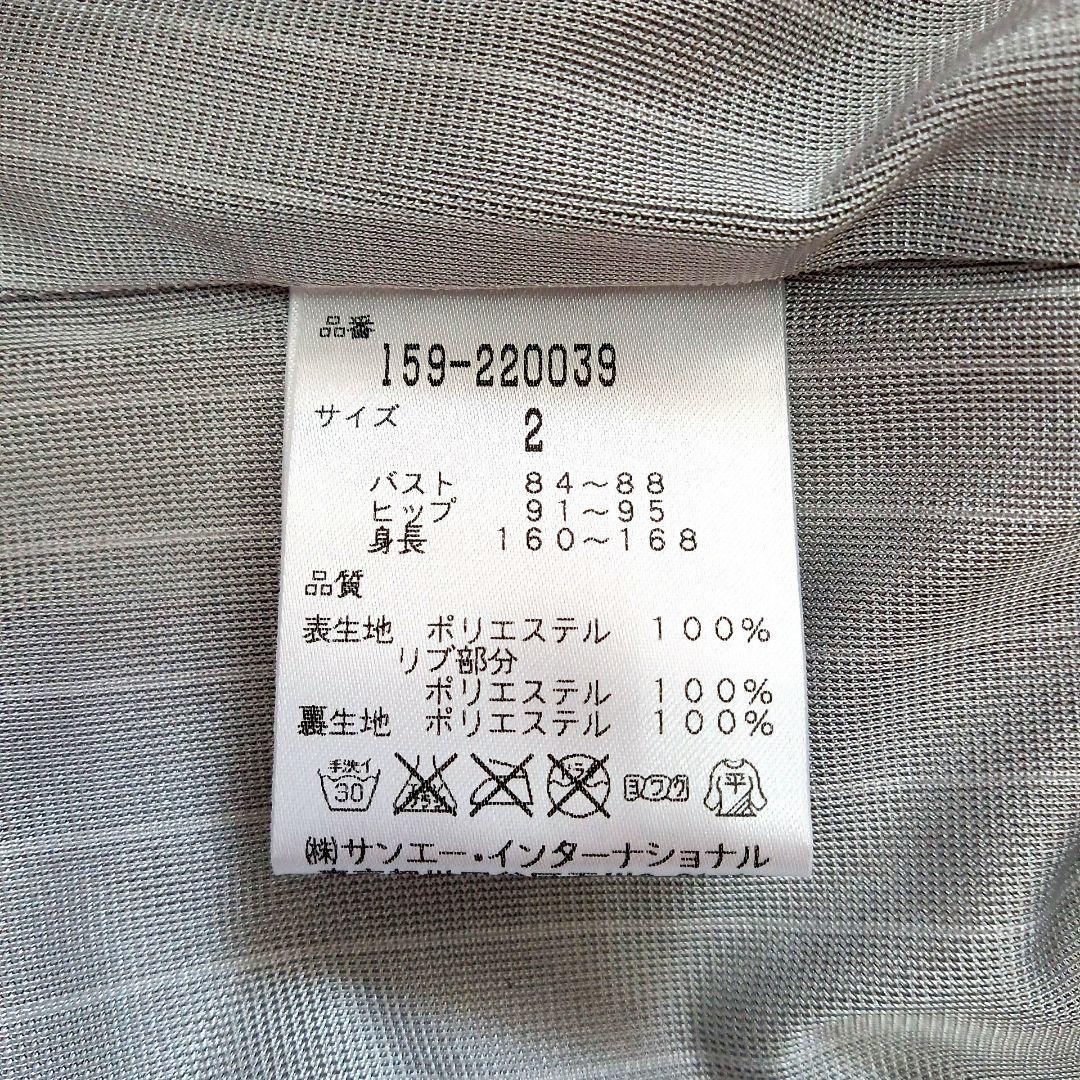 品番
159-220039
サイズ 2
バスト 84～88
ヒップ 91～95
身長 160～168
品質
表生地 ポリエステル 100%
リブ部分
ポリエステル 100%
裏生地 ポリエステル 100%
手洗イ
30
ヨワク
平
㈱サンエー・インターナショナル